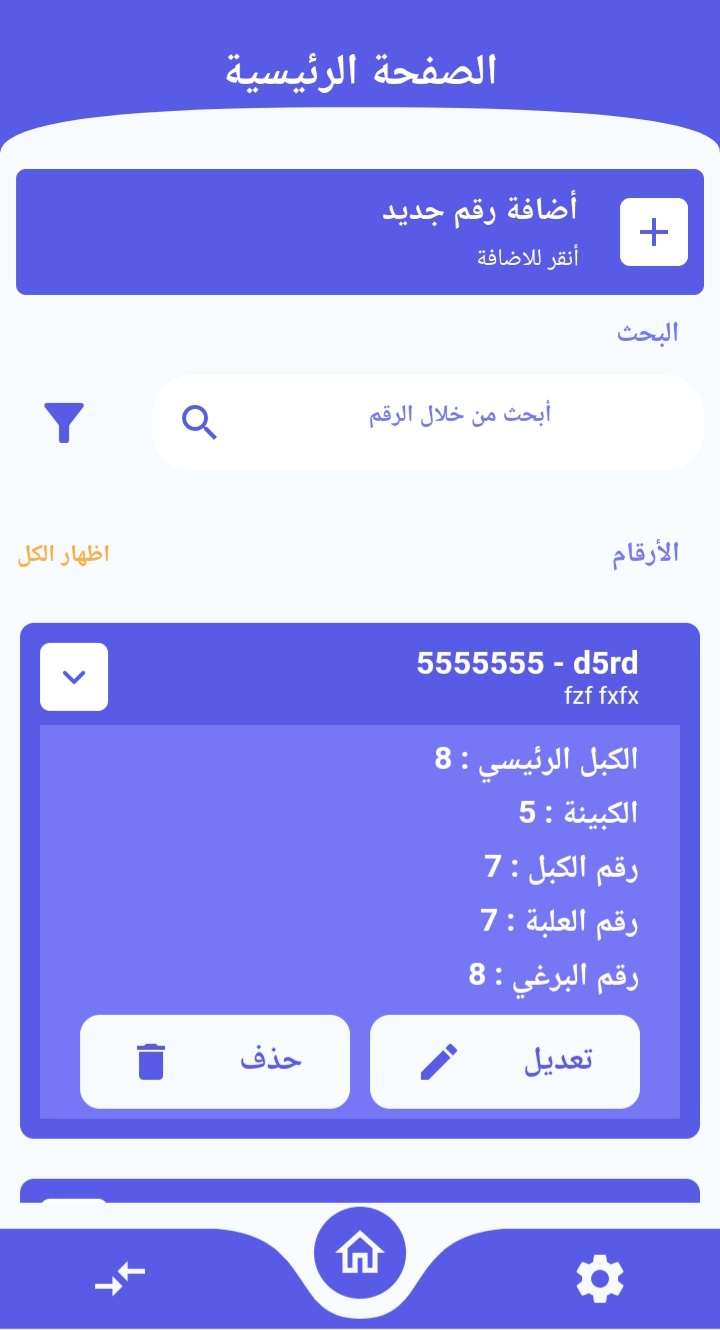 الصفحة الرئيسية
أضافة رقم جديد
أنقر للاضافة
البحث
أبحث من خلال الرقم
الأرقام
اظهار الكل
5555555 - d5rd
fzf fxfx
الكبل الرئيسي : 8
الكبينة : 5
رقم الكبل : 7
رقم العلبة : 7
رقم البرغي : 8
تعديل
حذف